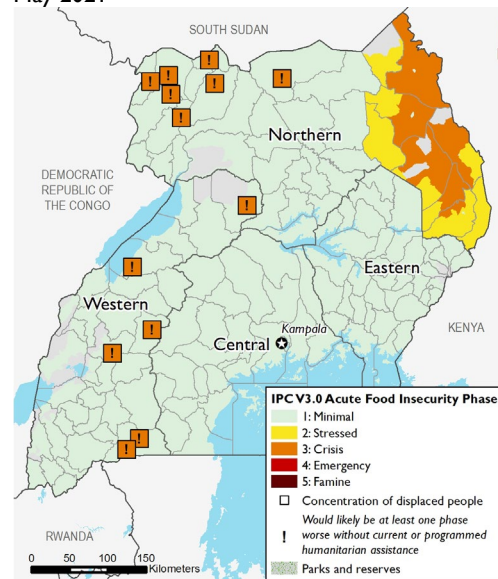 May 2021
SOUTH SUDAN
!
!
!
!
!
!
!
Northern
DEMOCRATIC
REPUBLIC OF
THE CONGO
!
!
Eastern
Western
!
!
Kampala
Central
KENYA
!
!
RWANDA
0 50 100 150
Kilometers
IPC V3.0 Acute Food Insecurity Phase
1: Minimal
2: Stressed
3: Crisis
4: Emergency
5: Famine
Concentration of displaced people
! Would likely be at least one phase
worse without current or programmed
humanitarian assistance
Parks and reserves